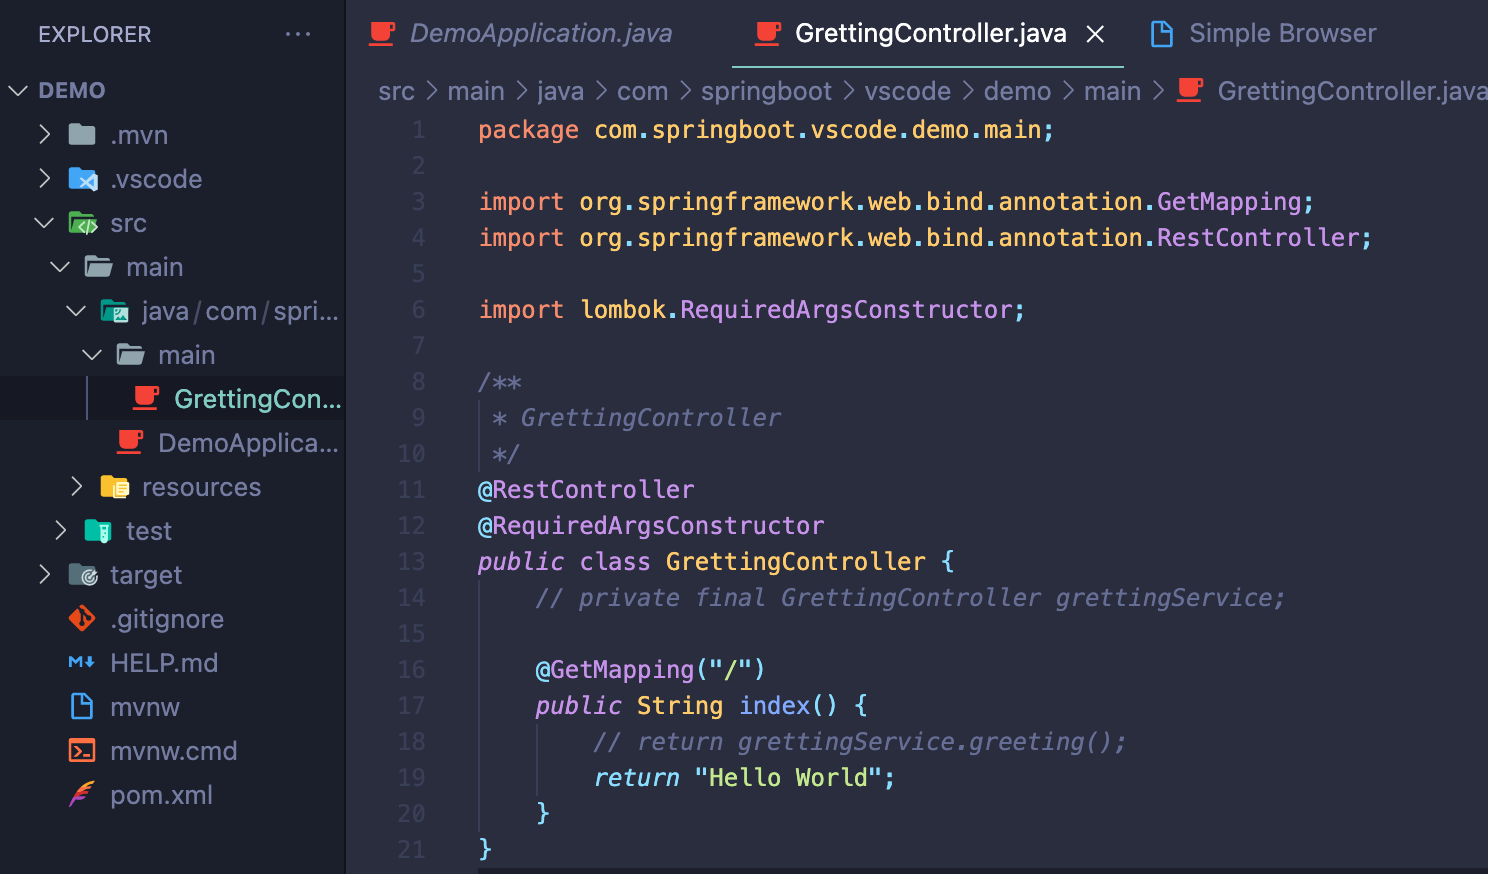 EXPLORER ···
DEMO
.mvn
.vscode
src
main
java/com/spri...
main
GrettingCon...
DemoApplica...
resources
test
target
.gitignore
HELP.md
mvnw
mvnw.cmd
pom.xml
DemoApplication.java GrettingController.java × Simple Browser
src > main > java > com > springboot > vscode > demo > main > GrettingController.java
1 package com.springboot.vscode.demo.main;
2
3 import org.springframework.web.bind.annotation.GetMapping;
4 import org.springframework.web.bind.annotation.RestController;
5
6 import lombok.RequiredArgsConstructor;
7
8 /**
9  * GrettingController
10  */
11 @RestController
12 @RequiredArgsConstructor
13 public class GrettingController {
14     // private final GrettingController grettingService;
15
16     @GetMapping("/")
17     public String index() {
18         // return grettingService.greeting();
19         return "Hello World";
20     }
21 }